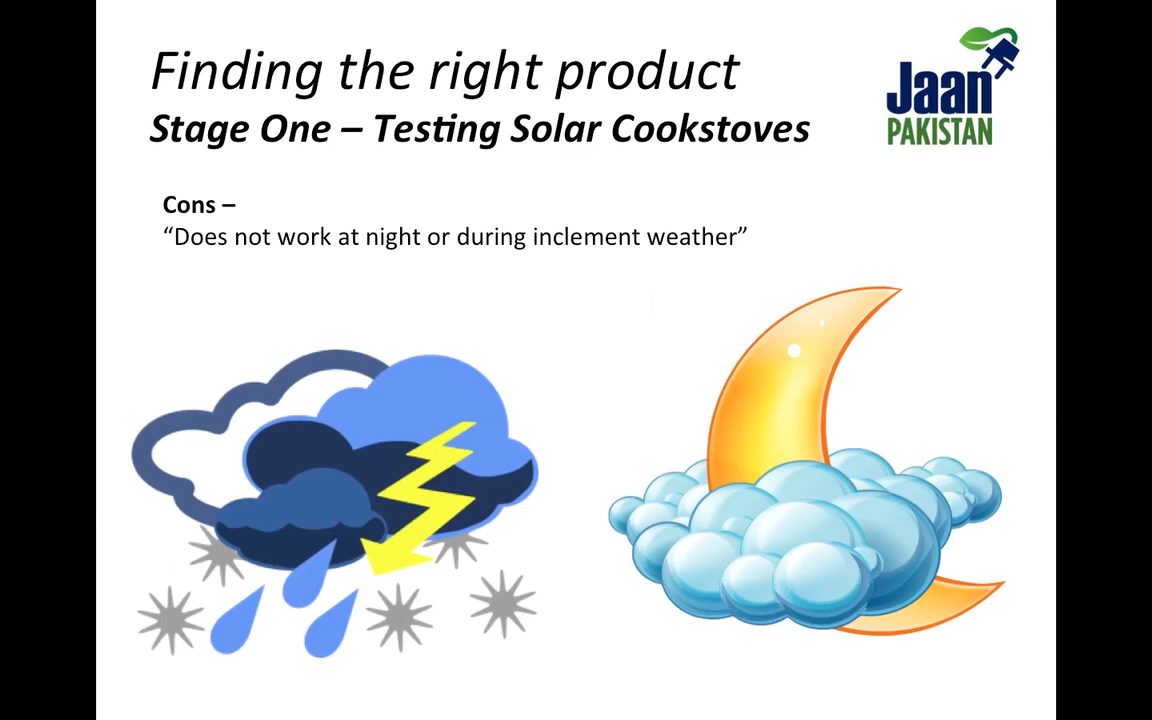 Finding the right product
Stage One – Testing Solar Cookstoves
Jaan
PAKISTAN
Cons –
“Does not work at night or during inclement weather”